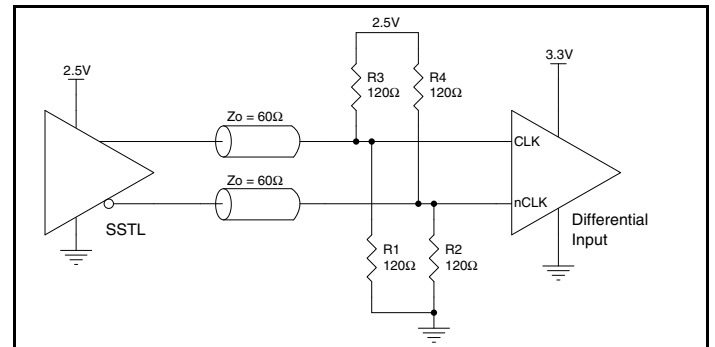 2.5V
3.3V
2.5V
R3
120Ω
R4
120Ω
Zo = 60Ω
CLK
Zo = 60Ω
nCLK
SSTL
Differential
Input
R1
120Ω
R2
120Ω